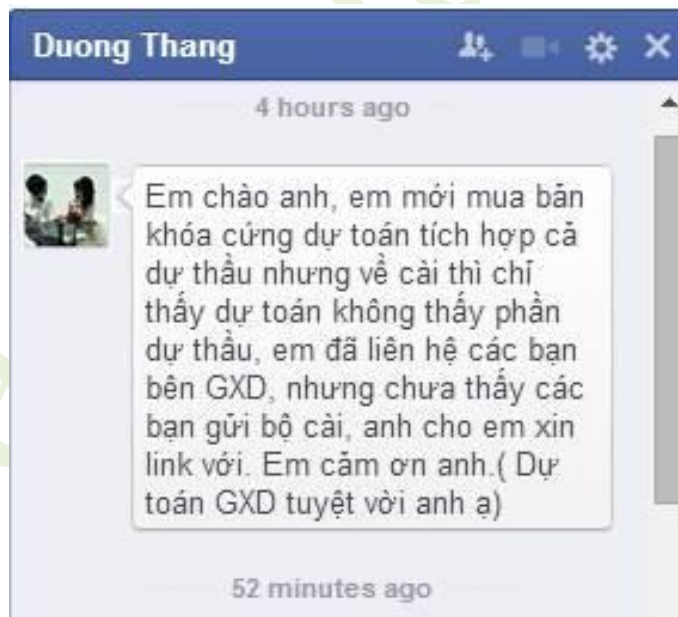 Duong Thang
4 hours ago
Em chào anh, em mới mua bản
khóa cứng dự toán tích hợp cả
dự thầu nhưng về cài thì chỉ
thấy dự toán không thấy phần
dự thầu, em đã liên hệ các bạn
bên GXD, nhưng chưa thấy các
bạn gửi bộ cài, anh cho em xin
link với. Em cảm ơn anh.( Dự
toán GXD tuyệt vời anh ạ)
52 minutes ago